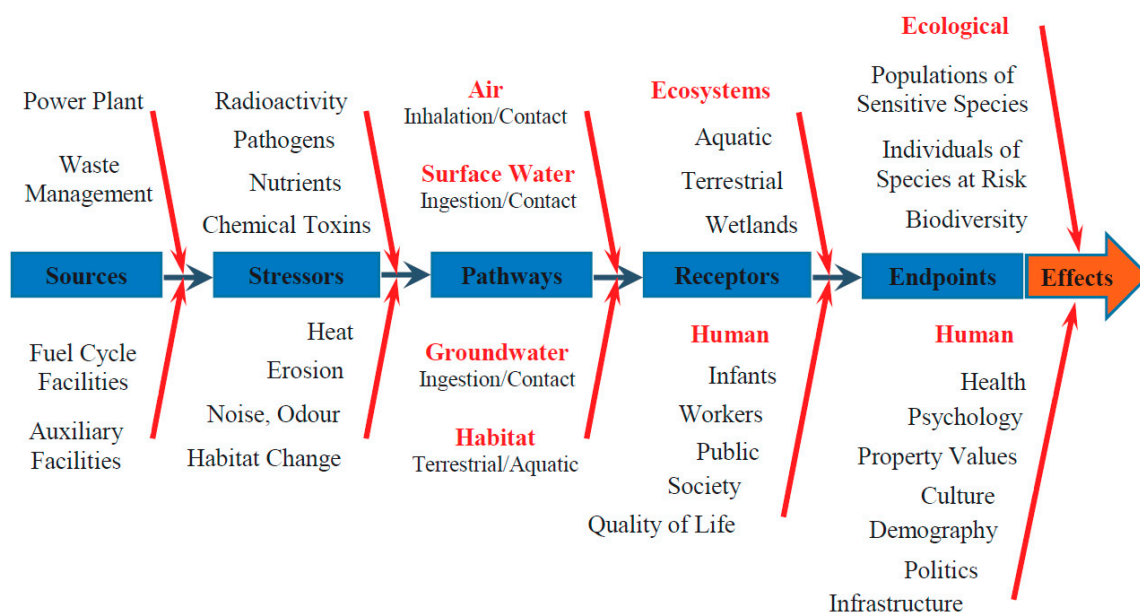 Power Plant
Waste
Management
Radioactivity
Pathogens
Nutrients
Chemical Toxins
Air
Inhalation/Contact
Surface Water
Ingestion/Contact
Ecosystems
Aquatic
Terrestrial
Wetlands
Ecological
Populations of
Sensitive Species
Individuals of
Species at Risk
Biodiversity
Sources
Stressors
Pathways
Receptors
Endpoints
Effects
Fuel Cycle
Facilities
Auxiliary
Facilities
Heat
Erosion
Noise, Odour
Habitat Change
Groundwater
Ingestion/Contact
Habitat
Terrestrial/Aquatic
Human
Infants
Workers
Public
Society
Quality of Life
Human
Health
Psychology
Property Values
Culture
Demography
Politics
Infrastructure